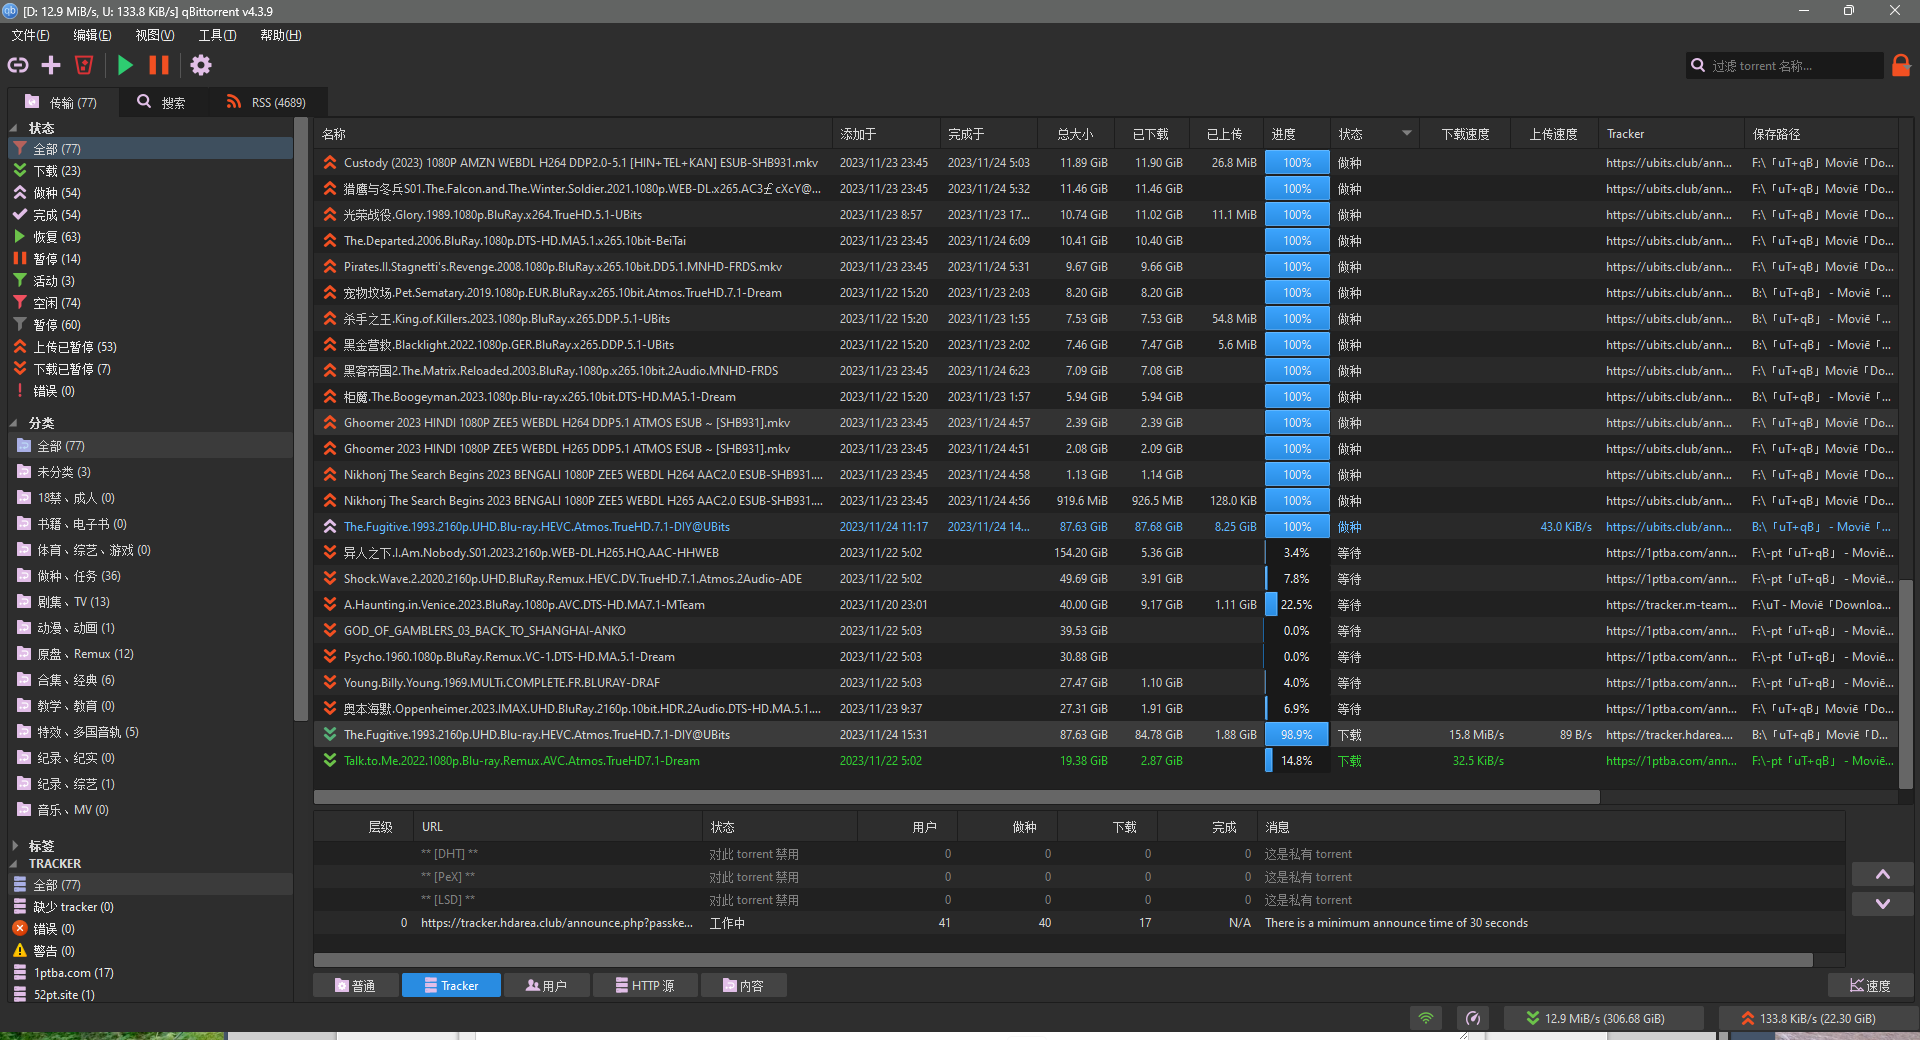 [D: 12.9 MiB/s, U: 133.8 KiB/s] qBittorrent v4.3.9
文件(F) 编辑(E) 视图(V) 工具(T) 帮助(H)
过滤 torrent 名称...
传输 (77) 搜索 RSS (4689)
状态
全部 (77)
下载 (23)
做种 (54)
完成 (54)
恢复 (63)
暂停 (14)
活动 (3)
空闲 (74)
暂停 (60)
上传已暂停 (53)
下载已暂停 (7)
错误 (0)
分类
全部 (77)
未分类 (3)
18禁、成人 (0)
书籍、电子书 (0)
体育、综艺、游戏 (0)
做种、任务 (36)
剧集、TV (13)
动漫、动画 (1)
原盘、Remux (12)
合集、经典 (6)
教学、教育 (0)
特效、多国音轨 (5)
纪录、纪实 (0)
纪录、综艺 (1)
音乐、MV (0)
标签
TRACKER
全部 (77)
缺少 tracker (0)
错误 (0)
警告 (0)
1ptba.com (17)
52pt.site (1)
名称 添加于 完成于 总大小 已下载 已上传 进度 状态 下载速度 上传速度 Tracker 保存路径
Custody (2023) 1080P AMZN WEBDL H264 DDP2.0-5.1 [HIN+TEL+KAN] ESUB-SHB931.mkv 2023/11/23 23:45 2023/11/24 5:03 11.89 GiB 11.90 GiB 26.8 MiB 100% 做种 https://ubits.club/ann... F:\「uT+qB」Moviē「Do...
猎鹰与冬兵S01.The.Falcon.and.The.Winter.Soldier.2021.1080p.WEB-DL.x265.AC3£cXcY@... 2023/11/23 23:45 2023/11/24 5:32 11.46 GiB 11.46 GiB 100% 做种 https://ubits.club/ann... F:\「uT+qB」Moviē「Do...
光荣战役.Glory.1989.1080p.BluRay.x264.TrueHD.5.1-UBits 2023/11/23 8:57 2023/11/23 17... 10.74 GiB 11.02 GiB 11.1 MiB 100% 做种 https://ubits.club/ann... F:\「uT+qB」Moviē「Do...
The.Departed.2006.BluRay.1080p.DTS-HD.MA5.1.x265.10bit-BeiTai 2023/11/23 23:45 2023/11/24 6:09 10.41 GiB 10.40 GiB 100% 做种 https://ubits.club/ann... F:\「uT+qB」Moviē「Do...
Pirates.II.Stagnetti's.Revenge.2008.1080p.BluRay.x265.10bit.DD5.1.MNHD-FRDS.mkv 2023/11/23 23:45 2023/11/24 5:31 9.67 GiB 9.66 GiB 100% 做种 https://ubits.club/ann... F:\「uT+qB」Moviē「Do...
宠物坟场.Pet.Sematary.2019.1080p.EUR.BluRay.x265.10bit.Atmos.TrueHD.7.1-Dream 2023/11/22 15:20 2023/11/23 2:03 8.20 GiB 8.20 GiB 100% 做种 https://ubits.club/ann... B:\「uT+qB」 - Moviē「...
杀手之王.King.of.Killers.2023.1080p.BluRay.x265.DDP.5.1-UBits 2023/11/22 15:20 2023/11/23 1:55 7.53 GiB 7.53 GiB 54.8 MiB 100% 做种 https://ubits.club/ann... B:\「uT+qB」 - Moviē「...
黑金营救.Blacklight.2022.1080p.GER.BluRay.x265.DDP.5.1-UBits 2023/11/22 15:20 2023/11/23 2:02 7.46 GiB 7.47 GiB 5.6 MiB 100% 做种 https://ubits.club/ann... B:\「uT+qB」 - Moviē「...
黑客帝国2.The.Matrix.Reloaded.2003.BluRay.1080p.x265.10bit.2Audio.MNHD-FRDS 2023/11/23 23:45 2023/11/24 6:23 7.09 GiB 7.08 GiB 100% 做种 https://ubits.club/ann... F:\「uT+qB」Moviē「Do...
柜魔.The.Boogeyman.2023.1080p.Blu-ray.x265.10bit.DTS-HD.MA5.1-Dream 2023/11/22 15:20 2023/11/23 1:57 5.94 GiB 5.94 GiB 100% 做种 https://ubits.club/ann... B:\「uT+qB」 - Moviē「...
Ghoomer 2023 HINDI 1080P ZEE5 WEBDL H264 DDP5.1 ATMOS ESUB ~ [SHB931].mkv 2023/11/23 23:45 2023/11/24 4:57 2.39 GiB 2.39 GiB 100% 做种 https://ubits.club/ann... F:\「uT+qB」Moviē「Do...
Ghoomer 2023 HINDI 1080P ZEE5 WEBDL H265 DDP5.1 ATMOS ESUB ~ [SHB931].mkv 2023/11/23 23:45 2023/11/24 4:51 2.08 GiB 2.09 GiB 100% 做种 https://ubits.club/ann... F:\「uT+qB」Moviē「Do...
Nikhonj The Search Begins 2023 BENGALI 1080P ZEE5 WEBDL H264 AAC2.0 ESUB-SHB931.... 2023/11/23 23:45 2023/11/24 4:58 1.13 GiB 1.14 GiB 100% 做种 https://ubits.club/ann... F:\「uT+qB」Moviē「Do...
Nikhonj The Search Begins 2023 BENGALI 1080P ZEE5 WEBDL H265 AAC2.0 ESUB-SHB931.... 2023/11/23 23:45 2023/11/24 4:56 919.6 MiB 926.5 MiB 128.0 KiB 100% 做种 https://ubits.club/ann... F:\「uT+qB」Moviē「Do...
The.Fugitive.1993.2160p.UHD.Blu-ray.HEVC.Atmos.TrueHD.7.1-DIY@UBits 2023/11/24 11:17 2023/11/24 14... 87.63 GiB 87.68 GiB 8.25 GiB 100% 做种 43.0 KiB/s https://ubits.club/ann... B:\「uT+qB」 - Moviē「...
异人之下.I.Am.Nobody.S01.2023.2160p.WEB-DL.H265.HQ.AAC-HHWEB 2023/11/22 5:02 154.20 GiB 5.36 GiB 3.4% 等待 https://1ptba.com/ann... F:\-pt「uT+qB」 - Moviē...
Shock.Wave.2.2020.2160p.UHD.BluRay.Remux.HEVC.DV.TrueHD.7.1.Atmos.2Audio-ADE 2023/11/22 5:02 49.69 GiB 3.91 GiB 7.8% 等待 https://1ptba.com/ann... F:\-pt「uT+qB」 - Moviē...
A.Haunting.in.Venice.2023.BluRay.1080p.AVC.DTS-HD.MA7.1-MTeam 2023/11/20 23:01 40.00 GiB 9.17 GiB 1.11 GiB 22.5% 等待 https://tracker.m-team... F:\uT - Moviē「Downloa...
GOD_OF_GAMBLERS_03_BACK_TO_SHANGHAI-ANKO 2023/11/22 5:03 39.53 GiB 0.0% 等待 https://1ptba.com/ann... F:\-pt「uT+qB」 - Moviē...
Psycho.1960.1080p.BluRay.Remux.VC-1.DTS-HD.MA.5.1-Dream 2023/11/22 5:03 30.88 GiB 0.0% 等待 https://1ptba.com/ann... F:\-pt「uT+qB」 - Moviē...
Young.Billy.Young.1969.MULTi.COMPLETE.FR.BLURAY-DRAF 2023/11/22 5:03 27.47 GiB 1.10 GiB 4.0% 等待 https://1ptba.com/ann... F:\-pt「uT+qB」 - Moviē...
奥本海默.Oppenheimer.2023.IMAX.UHD.BluRay.2160p.10bit.HDR.2Audio.DTS-HD.MA.5.1.... 2023/11/23 9:37 27.31 GiB 1.91 GiB 6.9% 等待 https://1ptba.com/ann... F:\-pt「uT+qB」 - Moviē...
The.Fugitive.1993.2160p.UHD.Blu-ray.HEVC.Atmos.TrueHD.7.1-DIY@UBits 2023/11/24 15:31 87.63 GiB 84.78 GiB 1.88 GiB 98.9% 下载 15.8 MiB/s 89 B/s https://tracker.hdarea.... B:\「uT+qB」Moviē「D...
Talk.to.Me.2022.1080p.Blu-ray.Remux.AVC.Atmos.TrueHD7.1-Dream 2023/11/22 5:02 19.38 GiB 2.87 GiB 14.8% 下载 32.5 KiB/s https://1ptba.com/ann... F:\-pt「uT+qB」 - Moviē...
层级 URL 状态 用户 做种 下载 完成 消息
** [DHT] ** 对此 torrent 禁用 0 0 0 0 这是私有 torrent
** [PeX] ** 对此 torrent 禁用 0 0 0 0 这是私有 torrent
** [LSD] ** 对此 torrent 禁用 0 0 0 0 这是私有 torrent
0 https://tracker.hdarea.club/announce.php?passke... 工作中 41 40 17 N/A There is a minimum announce time of 30 seconds
普通 Tracker 用户 HTTP 源 内容 速度
12.9 MiB/s (306.68 GiB) 133.8 KiB/s (22.30 GiB)